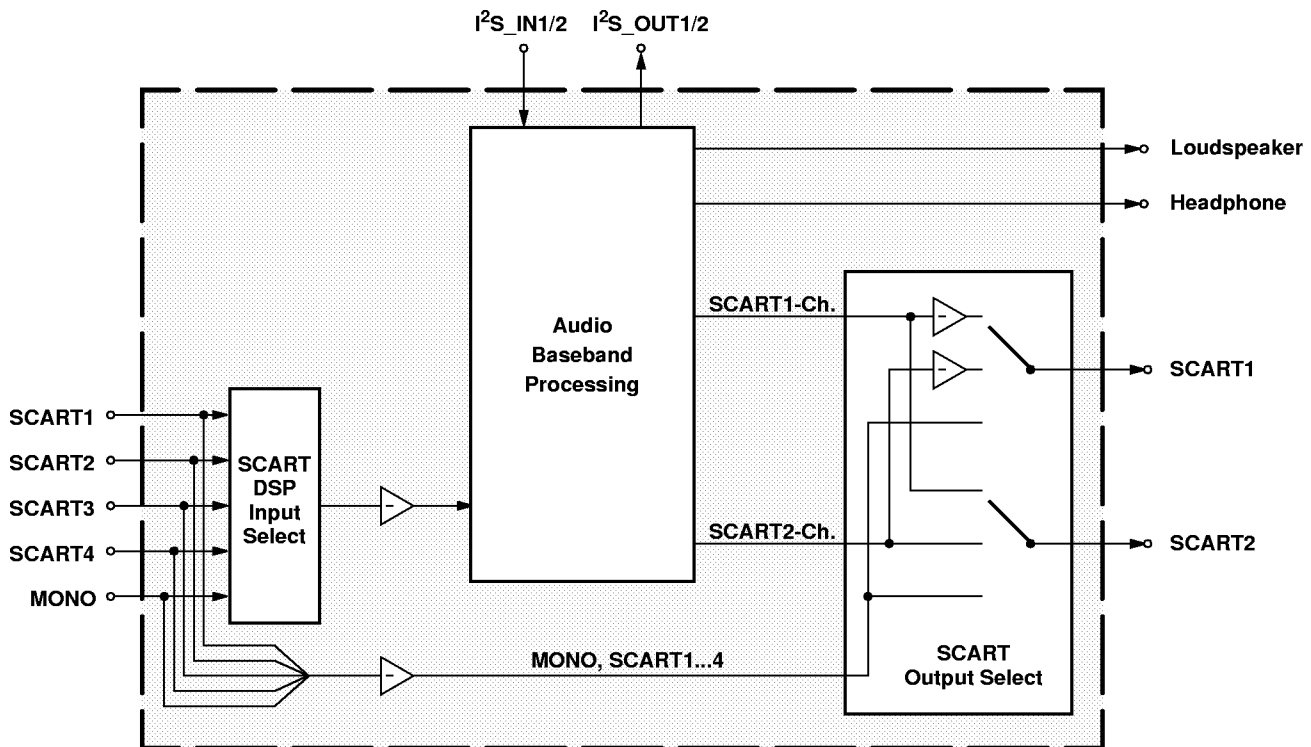 I²S_IN1/2
I²S_OUT1/2
Loudspeaker
Headphone
SCART1-Ch.
Audio
Baseband
Processing
SCART1
SCART1
SCART2
SCART3
SCART4
MONO
SCART
DSP
Input
Select
SCART2-Ch.
SCART2
MONO, SCART1...4
SCART
Output Select